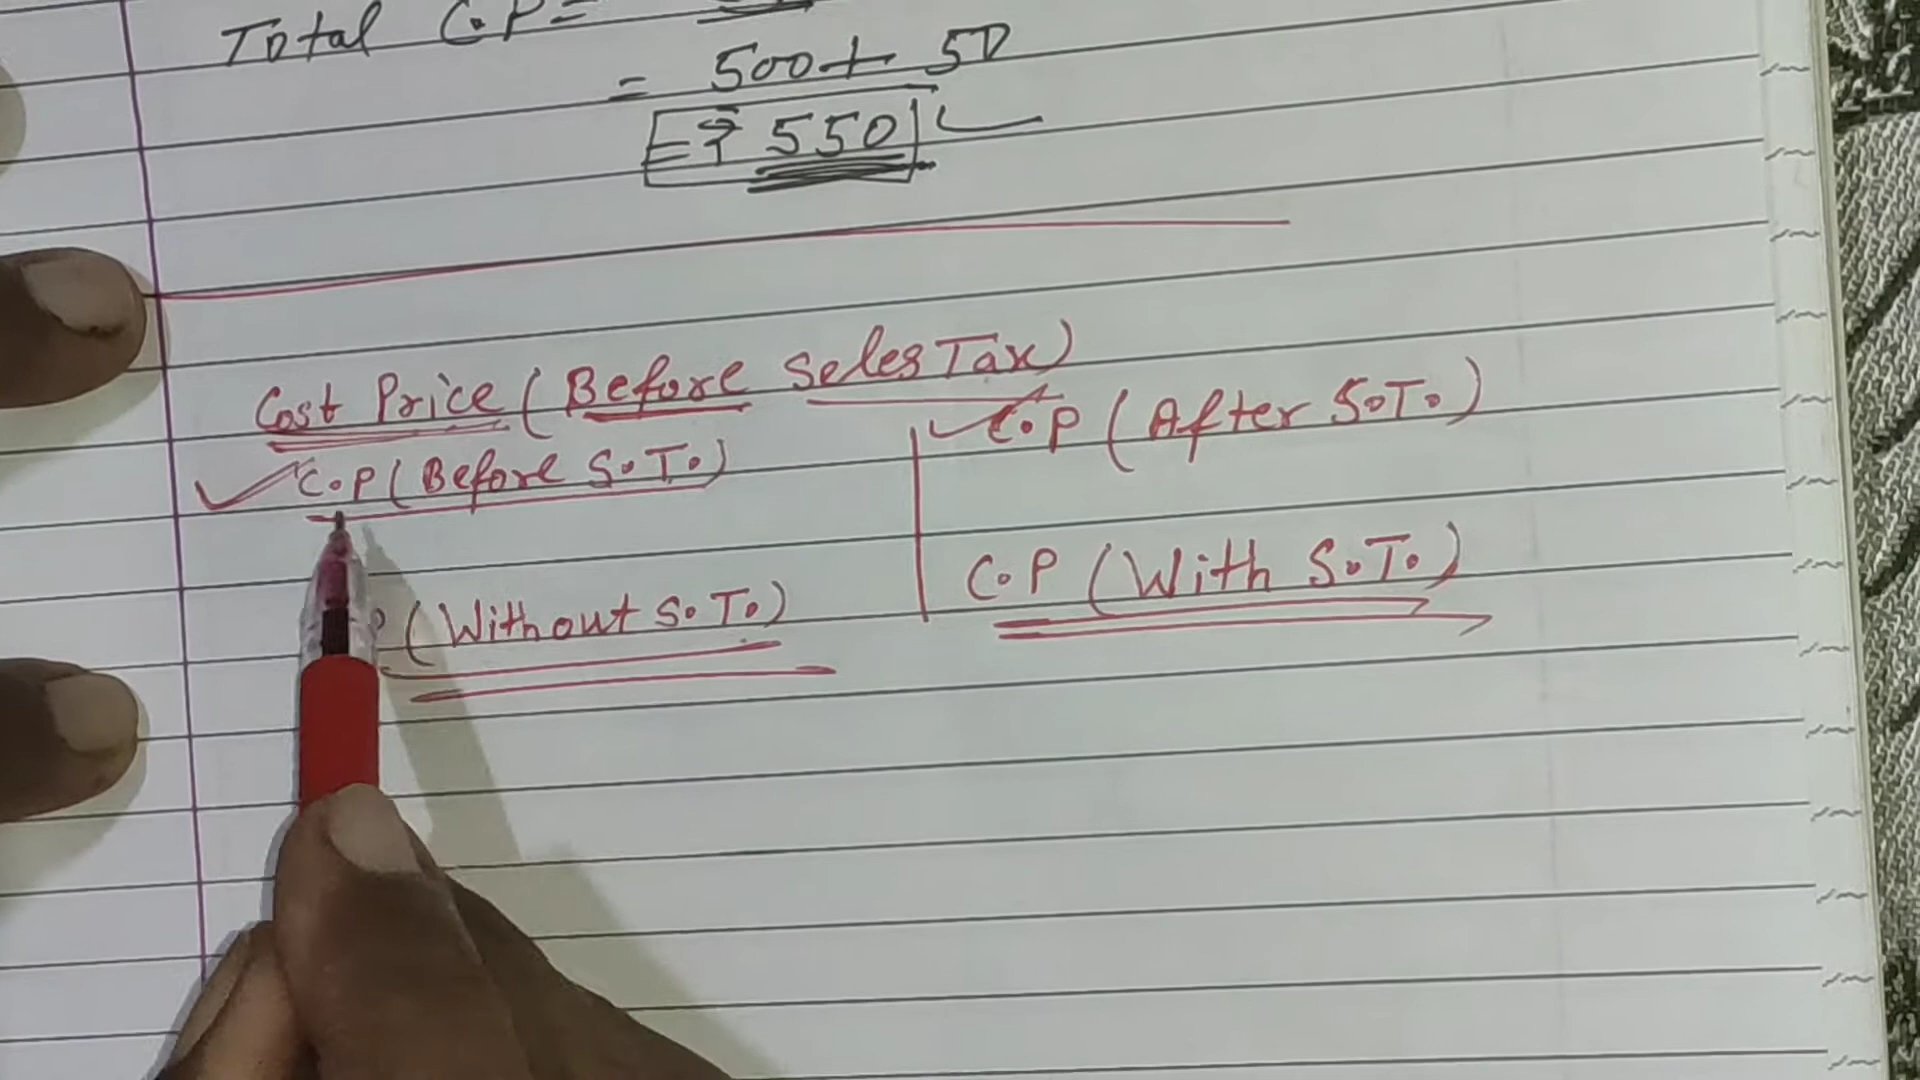 Total C.P =
= 500 + 50
= ₹ 550
Cost Price (Before Seles Tax)
C.P (Before S.T.)
C.P (After S.T.)
P (Without S.T.)
C.P (With S.T.)